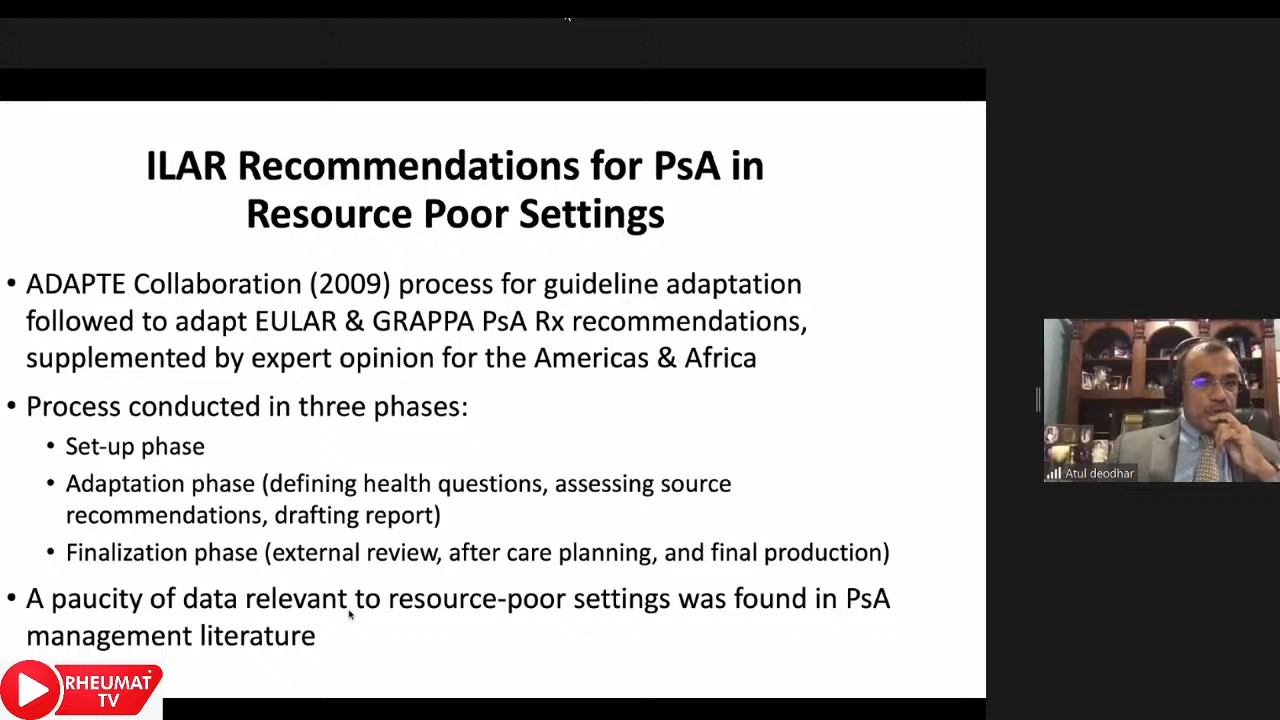 ILAR Recommendations for PsA in
Resource Poor Settings
• ADAPTE Collaboration (2009) process for guideline adaptation
followed to adapt EULAR & GRAPPA PsA Rx recommendations,
supplemented by expert opinion for the Americas & Africa
• Process conducted in three phases:
• Set-up phase
• Adaptation phase (defining health questions, assessing source
recommendations, drafting report)
• Finalization phase (external review, after care planning, and final production)
• A paucity of data relevant to resource-poor settings was found in PsA
management literature
Atul deodhar
RHEUMAT
TV